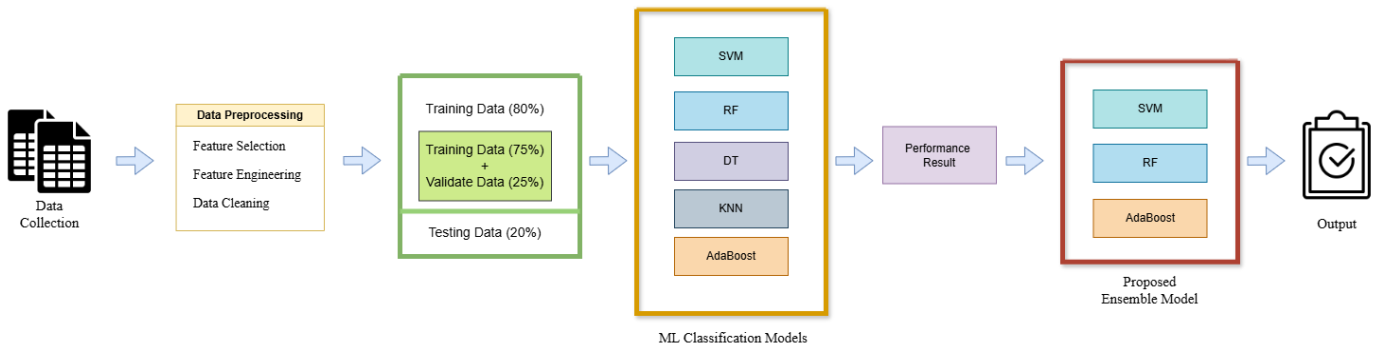 Data
Collection
Data Preprocessing
Feature Selection
Feature Engineering
Data Cleaning
Training Data (80%)
Training Data (75%)
+
Validate Data (25%)
Testing Data (20%)
SVM
RF
DT
KNN
AdaBoost
ML Classification Models
Performance
Result
SVM
RF
AdaBoost
Proposed
Ensemble Model
Output